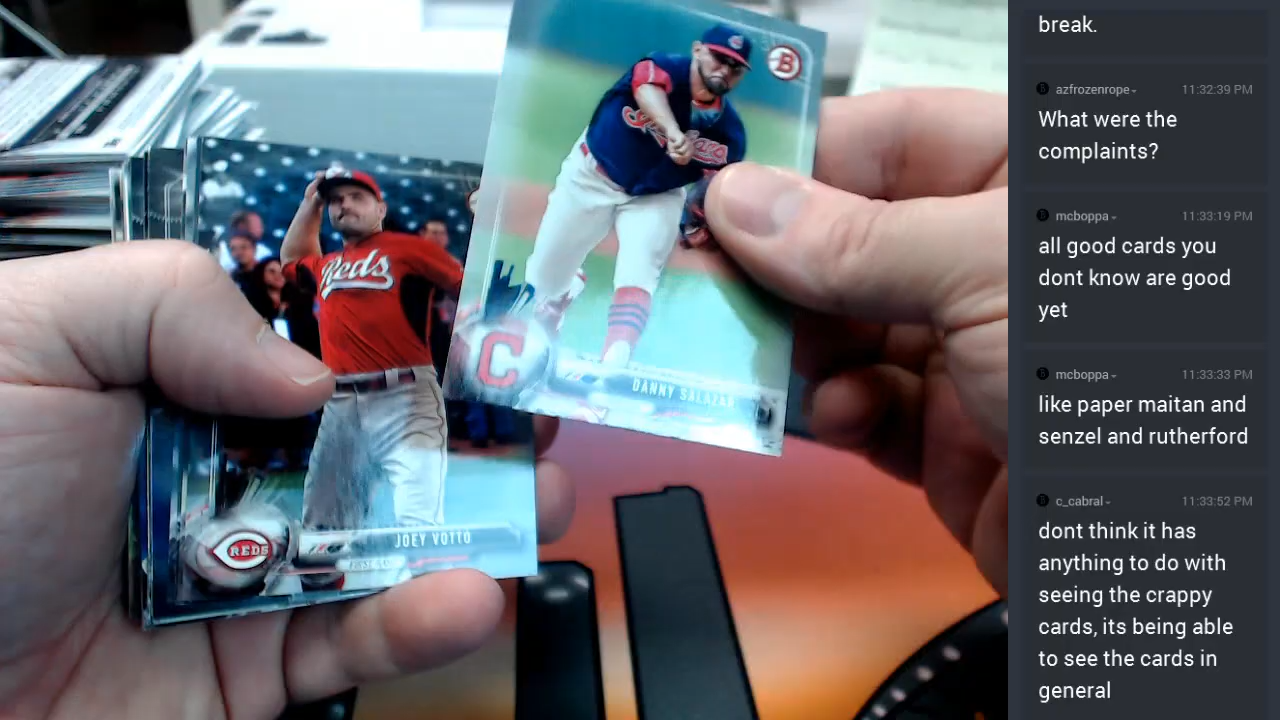 B
Indians
C
DANNY SALAZAR
Reds
REDS
JOEY VOTTO
FIRST BASE
break.
azfrozenrope
11:32:39 PM
What were the
complaints?
mcboppa
11:33:19 PM
all good cards you
dont know are good
yet
mcboppa
11:33:33 PM
like paper maitan and
senzel and rutherford
c_cabral
11:33:52 PM
dont think it has
anything to do with
seeing the crappy
cards, its being able
to see the cards in
general